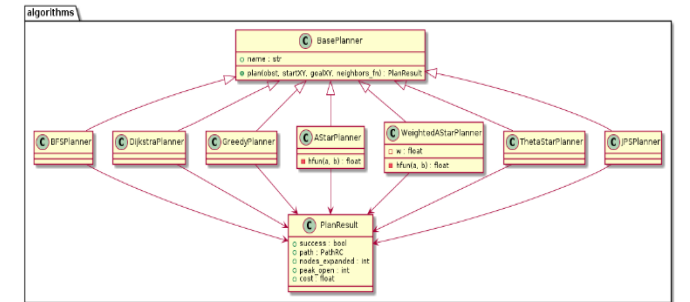 algorithms
C BasePlanner
name : str
plan(obst, startXY, goalXY, neighbors_fn) : PlanResult
C BFSPlanner
C DijkstraPlanner
C GreedyPlanner
C AStarPlanner
hfun(a, b) : float
C WeightedAStarPlanner
w : float
hfun(a, b) : float
C ThetaStarPlanner
C JPSPlanner
C PlanResult
success : bool
path : PathRC
nodes_expanded : int
peak_open : int
cost : float